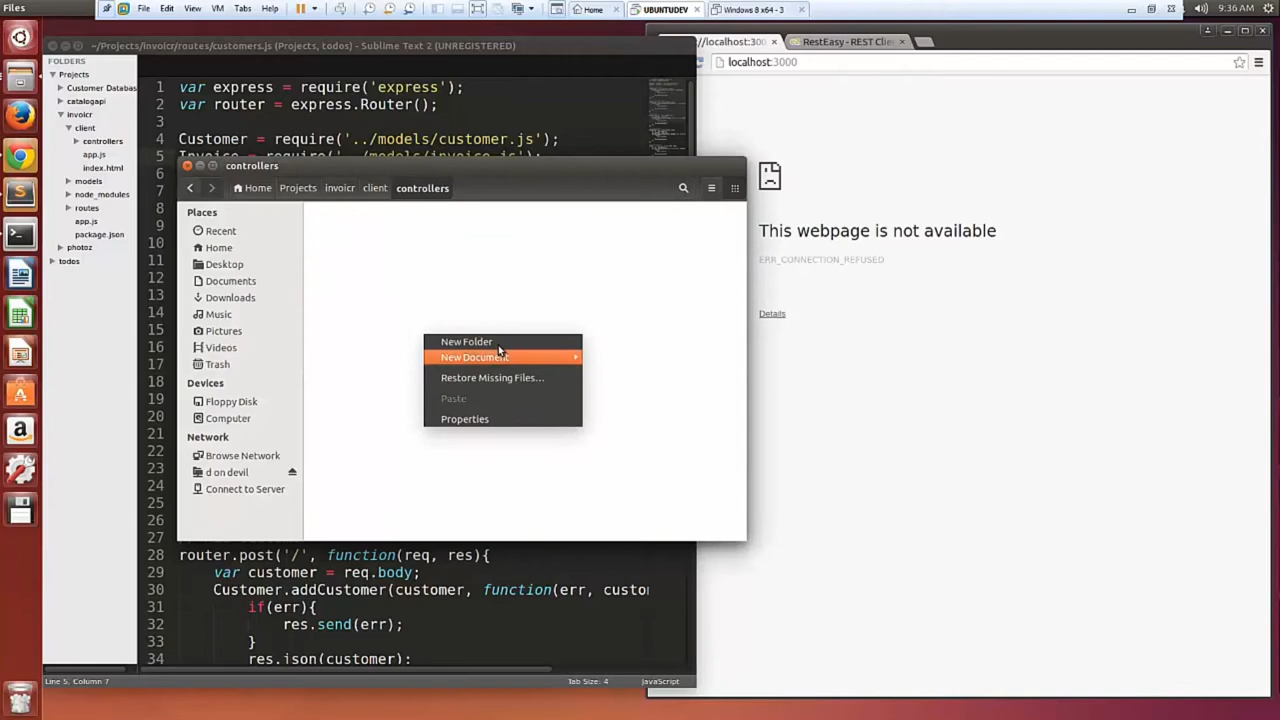 Files
File
Edit
View
VM
Tabs
Help
Home
UBUNTUDEV
Windows 8 x64 - 3
9:36 AM
~/Projects/invoicr/routes/customers.js (Projects, todos) - Sublime Text 2 (UNREGISTERED)
FOLDERS
Projects
Customer Databas
catalogapi
invoicr
client
controllers
app.js
index.html
models
node_modules
routes
app.js
package.json
photoz
todos
1 var express = require('express');
2 var router = express.Router();
3
4 Customer = require('../models/customer.js');
5 Invoice = require('../models/invoice.js');
6
7
8
9
10
11
12
13
14
15
16
17
18
19
20
21
22
23
24
25
26
27
28 router.post('/', function(req, res){
29 var customer = req.body;
30 Customer.addCustomer(customer, function(err, custo
31 if(err){
32 res.send(err);
33 }
34 res.json(customer);
Line 5, Column 7
Tab Size: 4
JavaScript
controllers
Home
Projects
invoicr
client
controllers
Places
Recent
Home
Desktop
Documents
Downloads
Music
Pictures
Videos
Trash
Devices
Floppy Disk
Computer
Network
Browse Network
d on devil
Connect to Server
New Folder
New Document
Restore Missing Files...
Paste
Properties
//localhost:300
RestEasy - REST Clie
localhost:3000
This webpage is not available
ERR_CONNECTION_REFUSED
Details